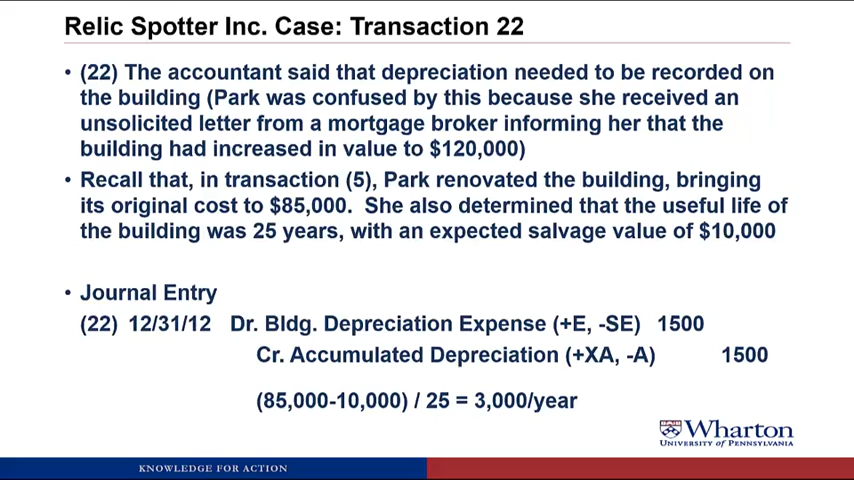 Relic Spotter Inc. Case: Transaction 22
• (22) The accountant said that depreciation needed to be recorded on
the building (Park was confused by this because she received an
unsolicited letter from a mortgage broker informing her that the
building had increased in value to $120,000)
• Recall that, in transaction (5), Park renovated the building, bringing
its original cost to $85,000. She also determined that the useful life of
the building was 25 years, with an expected salvage value of $10,000
• Journal Entry
(22) 12/31/12 Dr. Bldg. Depreciation Expense (+E, -SE) 1500
Cr. Accumulated Depreciation (+XA, -A) 1500
(85,000-10,000) / 25 = 3,000/year
Wharton
UNIVERSITY OF PENNSYLVANIA
KNOWLEDGE FOR ACTION